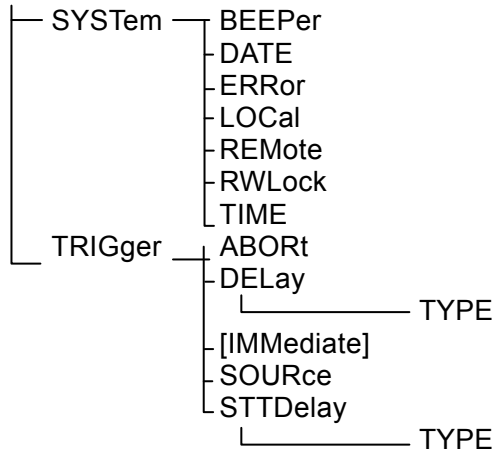 SYSTem BEEPer
DATE
ERRor
LOCal
REMote
RWLock
TIME
TRIGger ABORt
DELay
TYPE
[IMMediate]
SOURce
STTDelay
TYPE